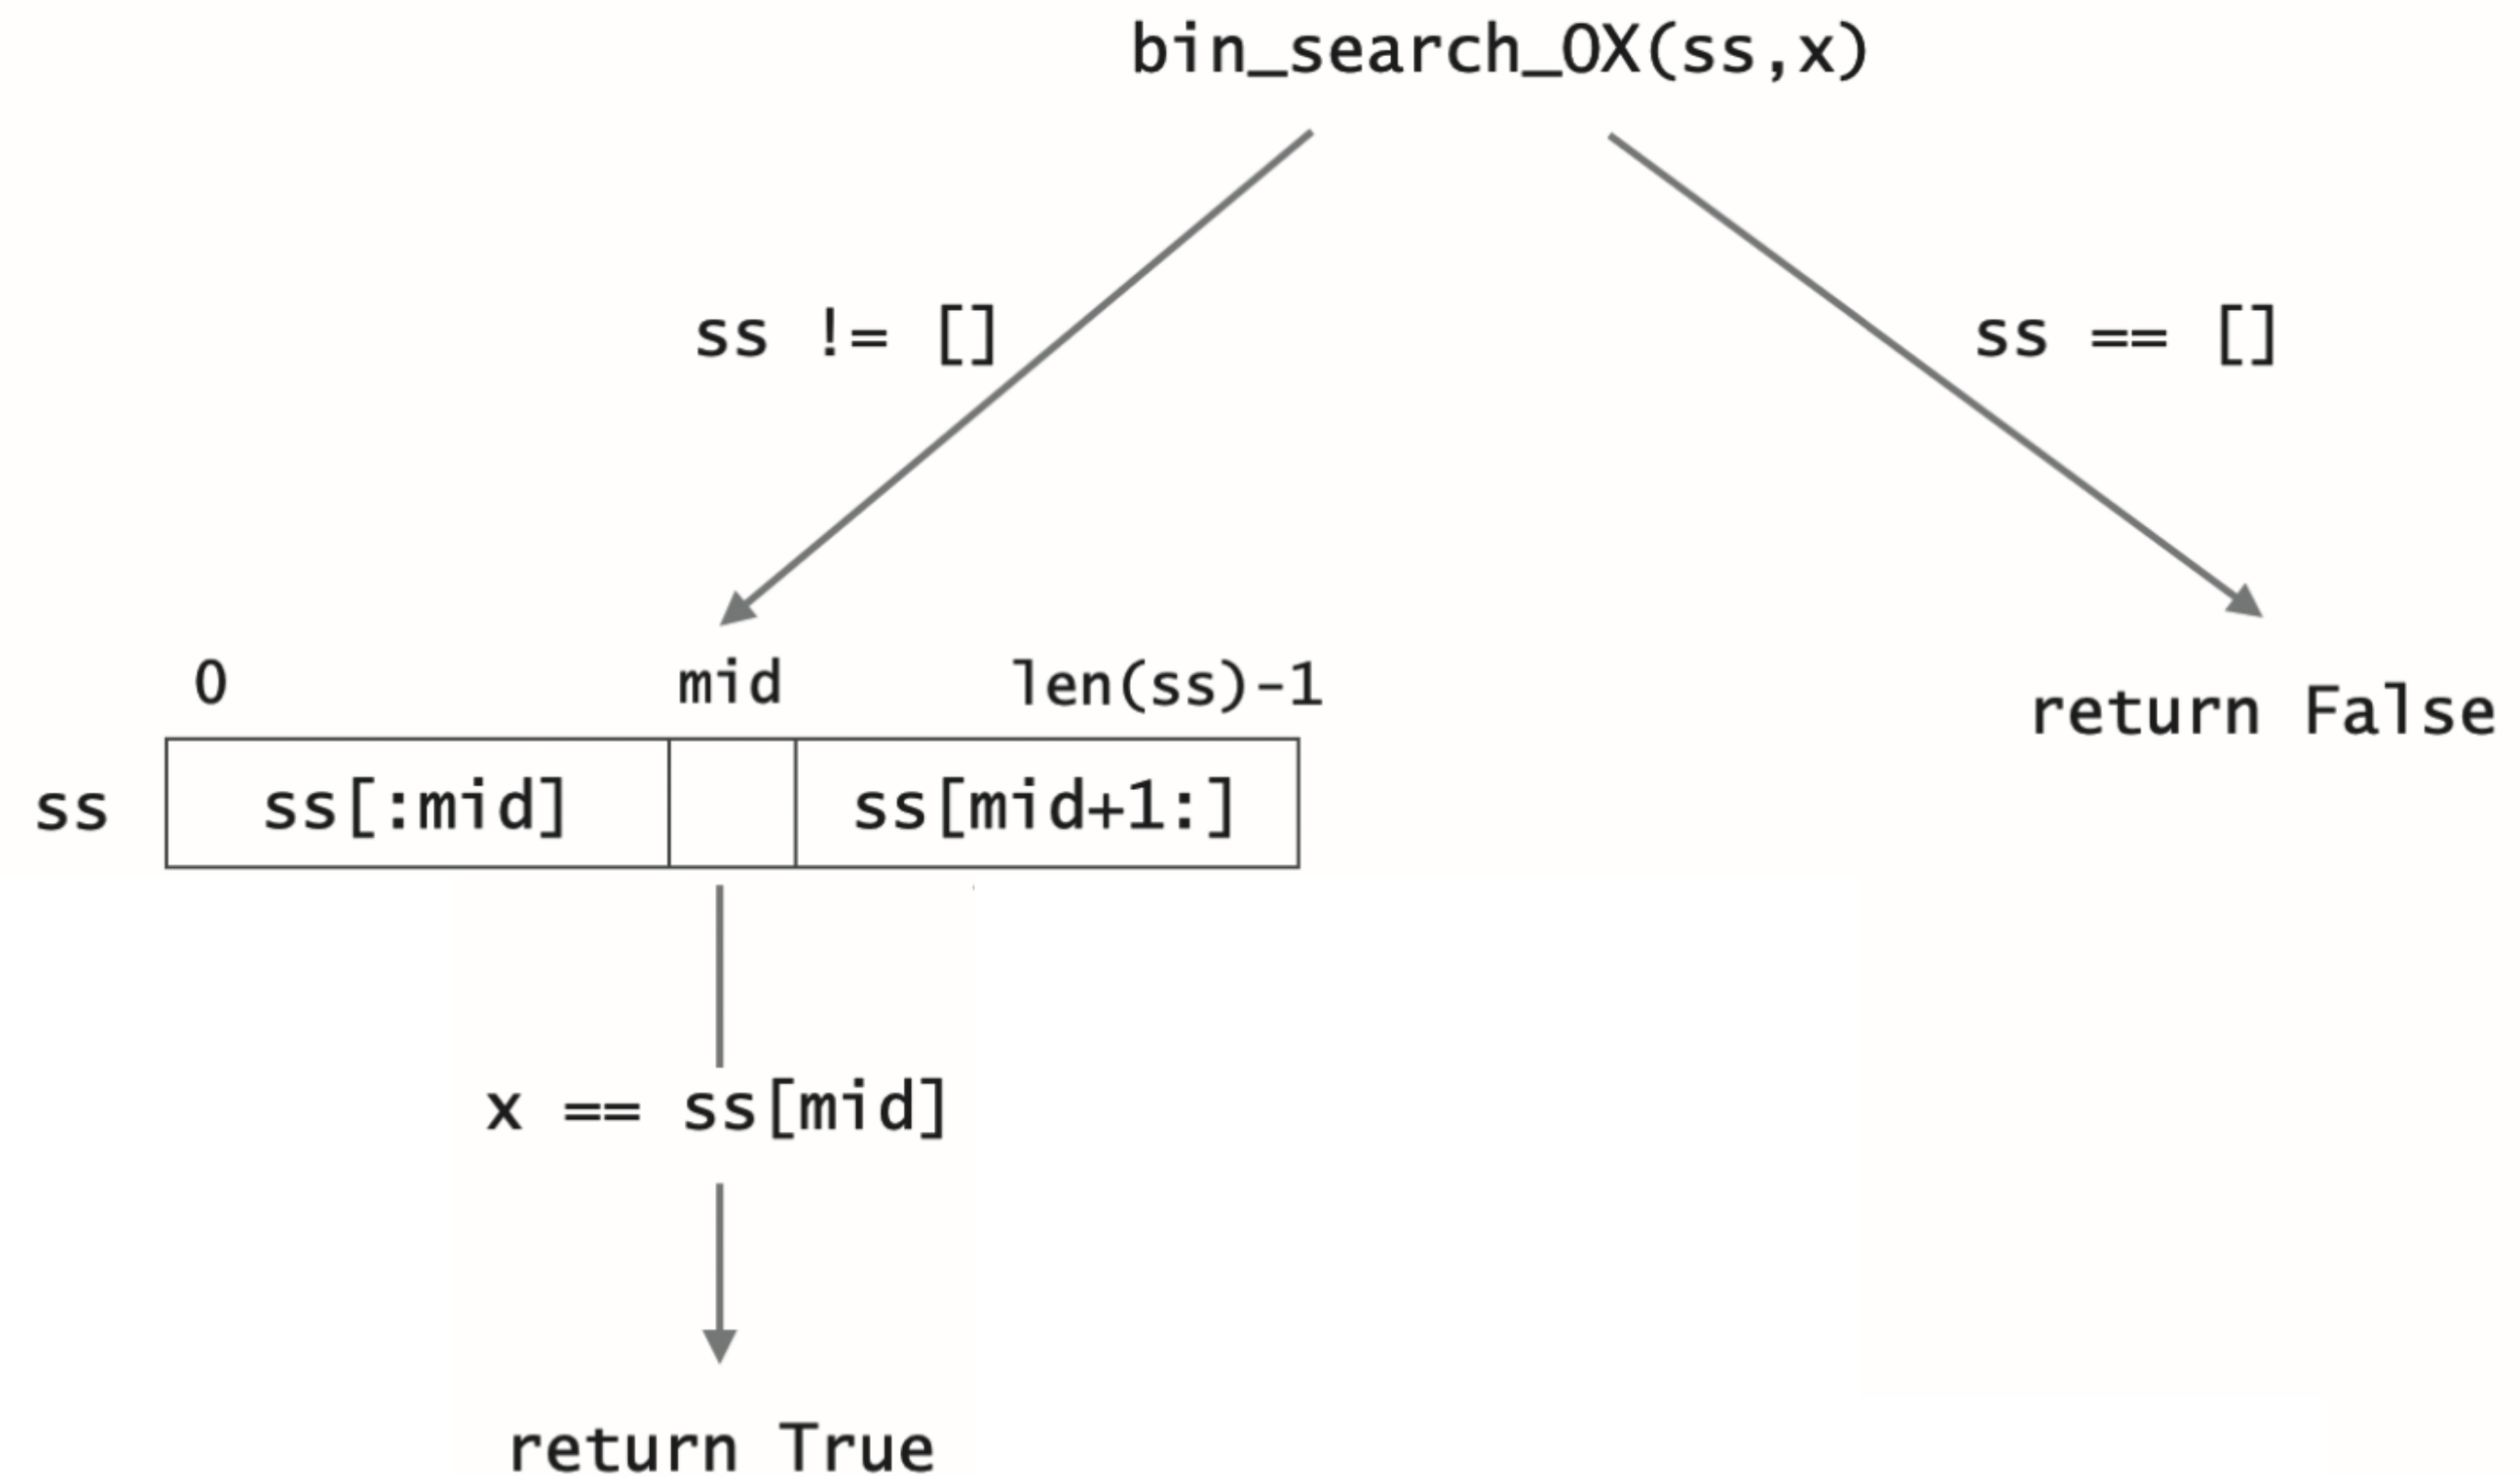 bin_search_OX(ss,x)
ss != []
ss == []
0 mid len(ss)-1
return False
ss ss[:mid] ss[mid+1:]
x == ss[mid]
return True